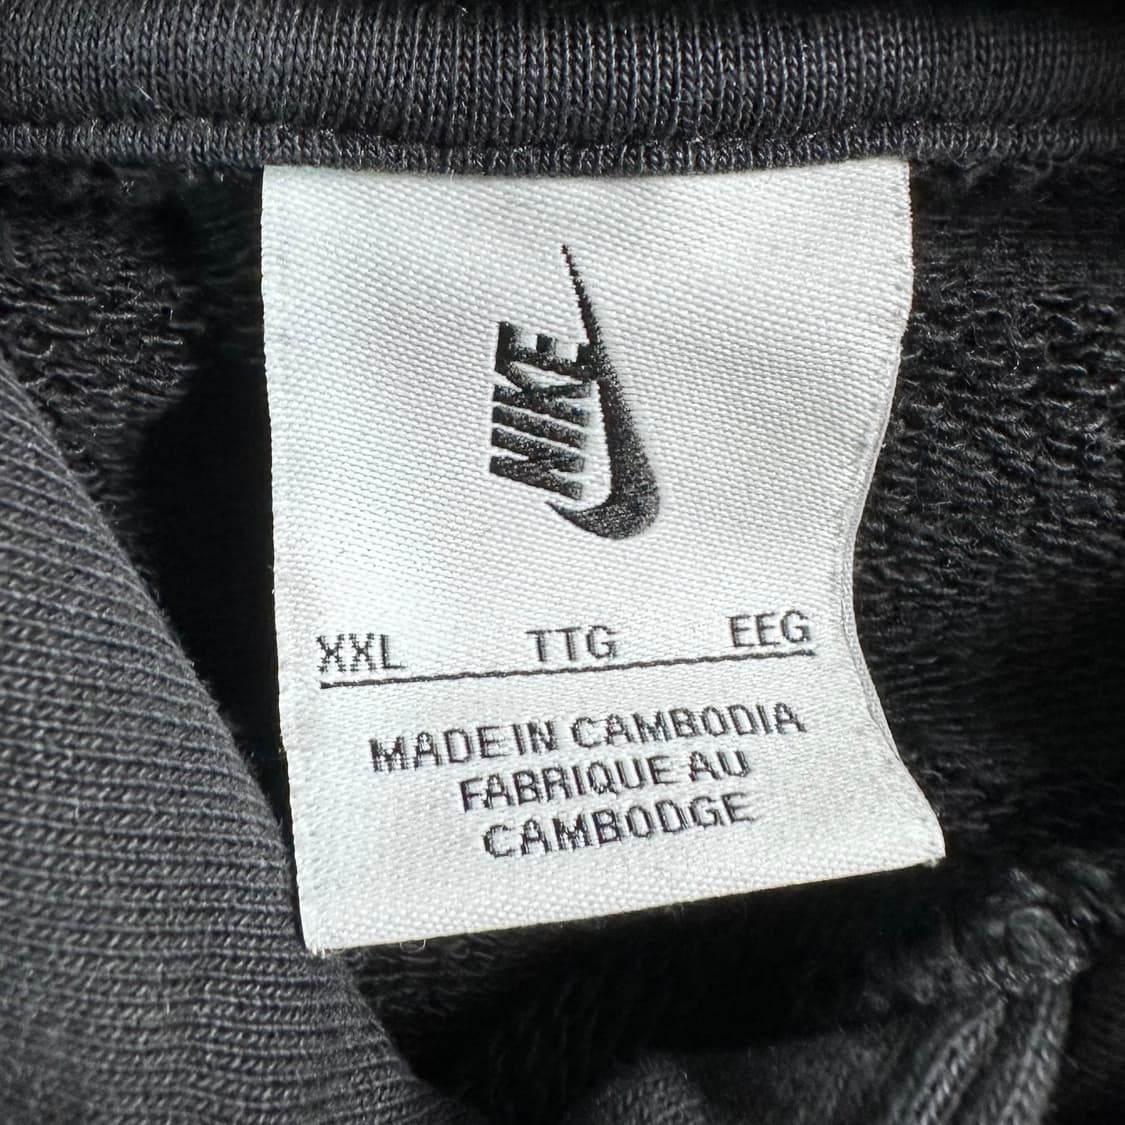 NIKE
XXL TTG EEG
MADE IN CAMBODIA
FABRIQUE AU
CAMBODGE